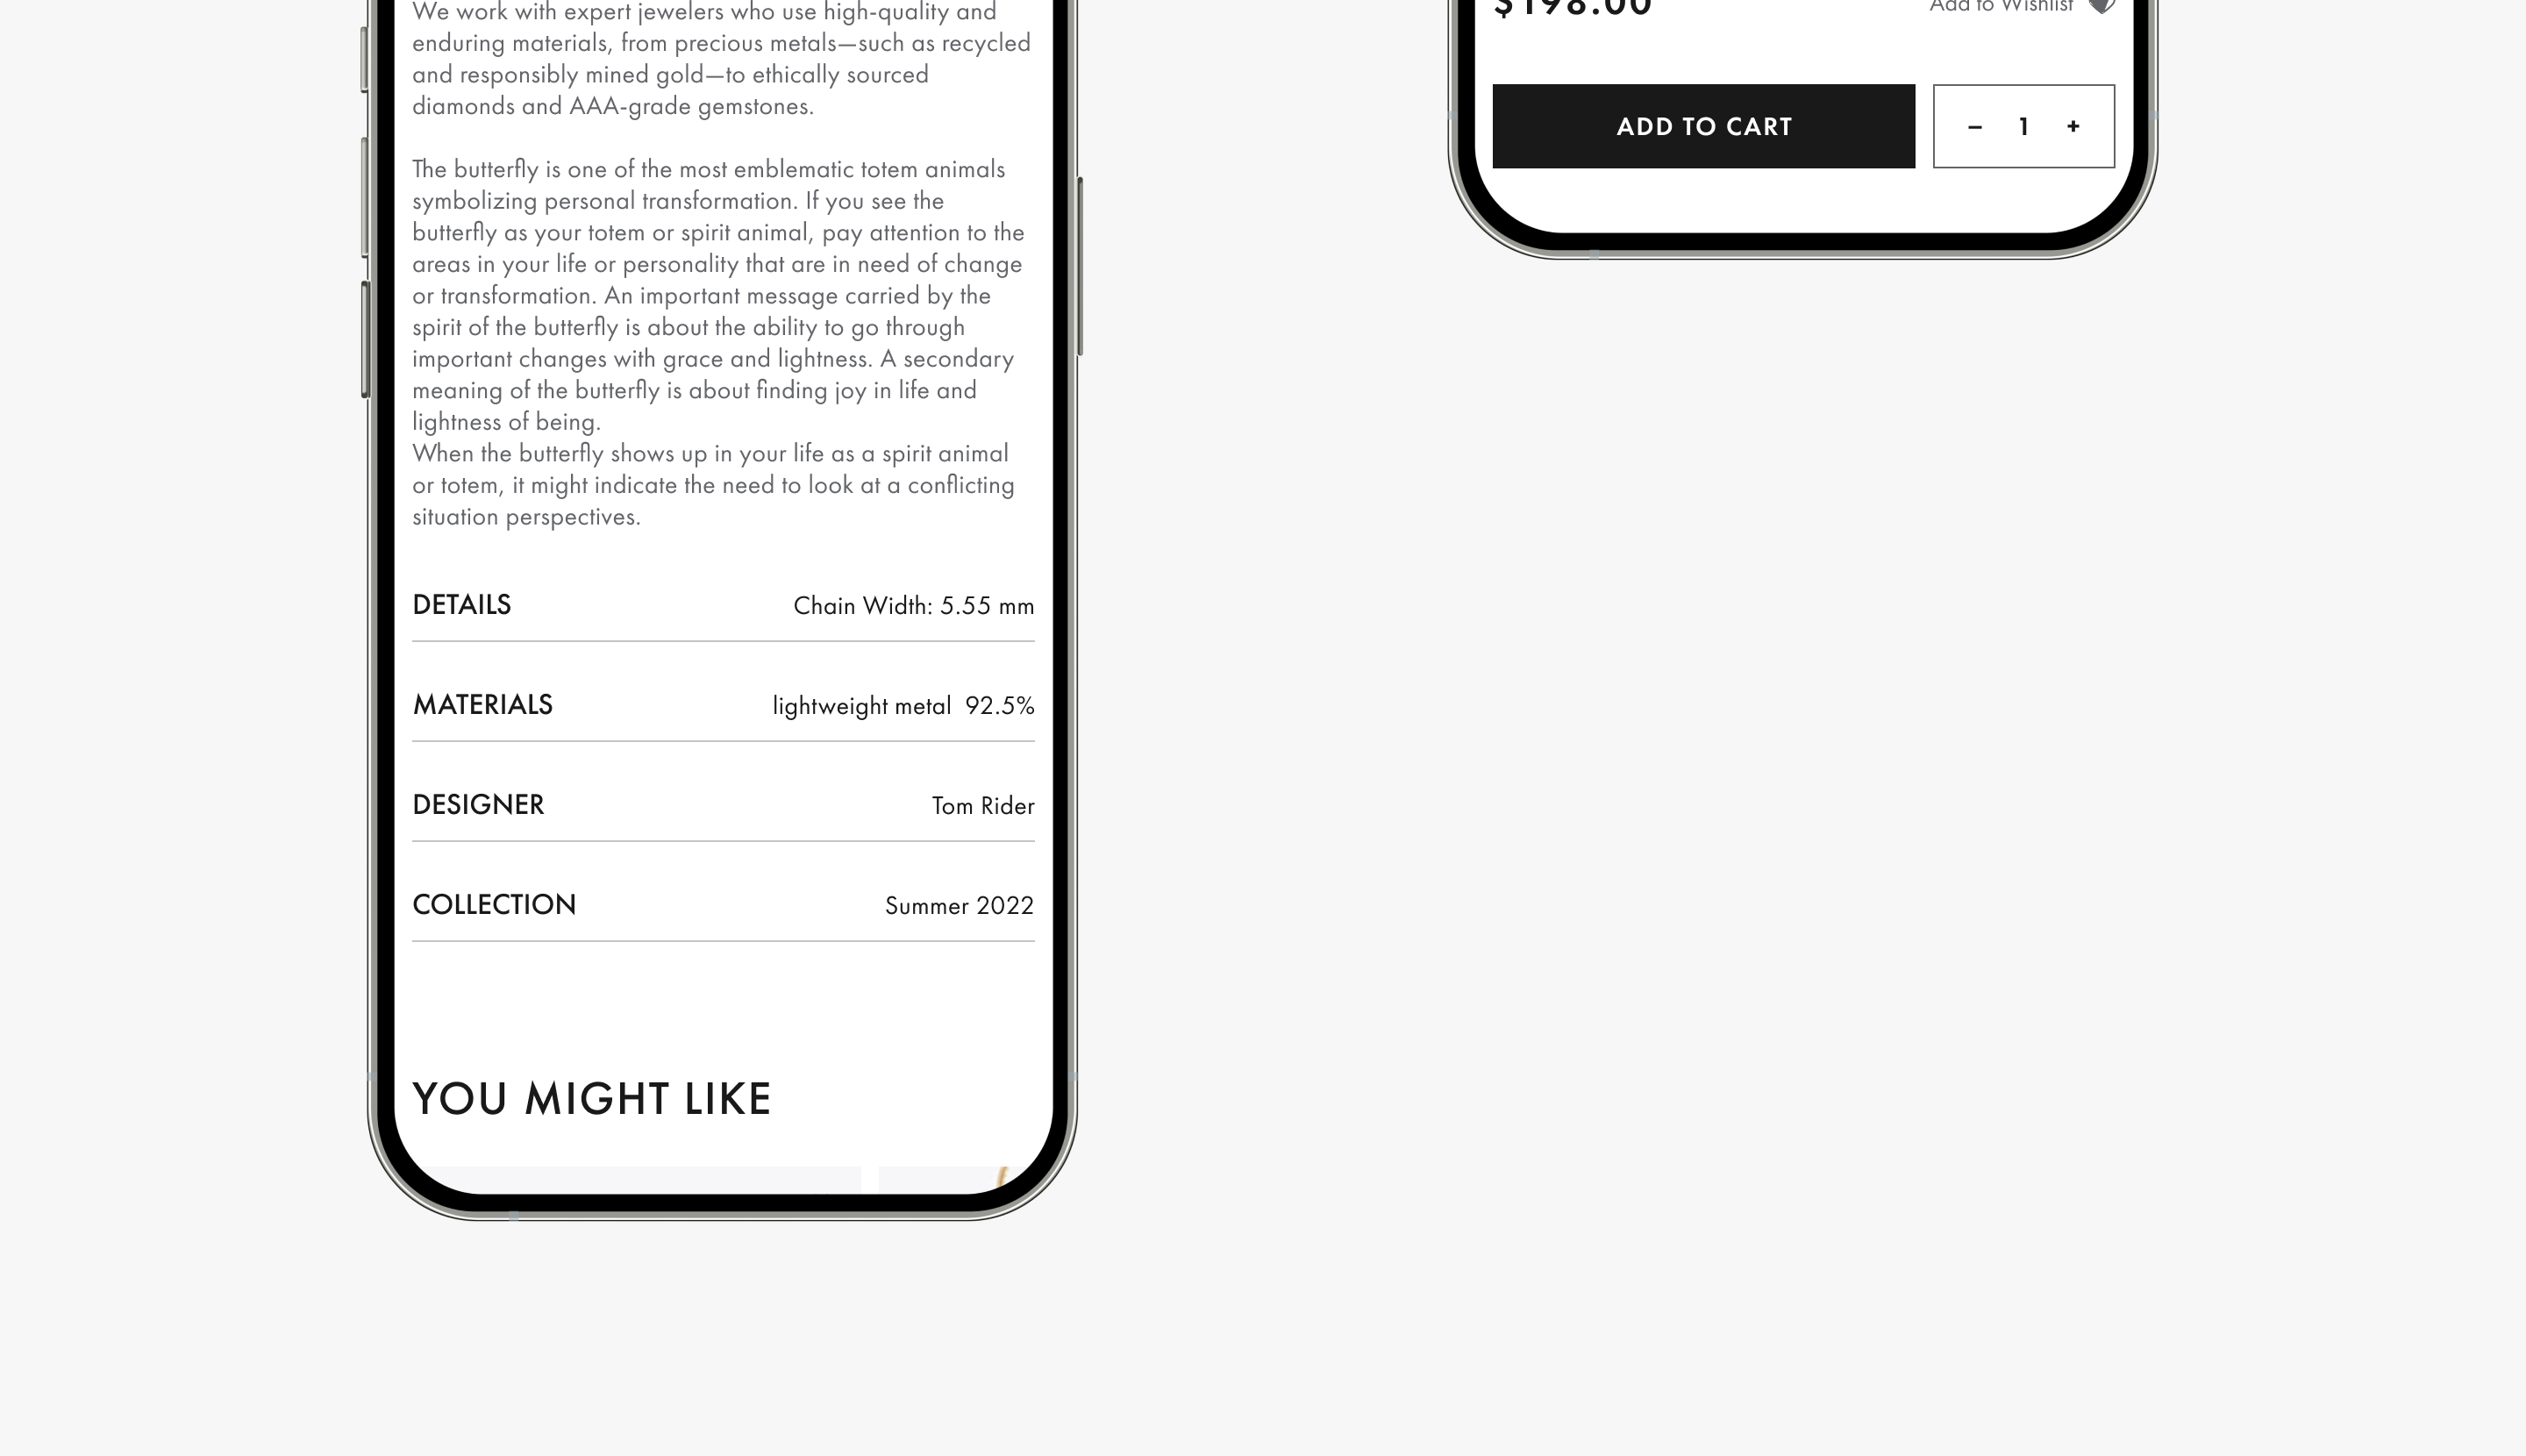 We work with expert jewelers who use high-quality and
enduring materials, from precious metals—such as recycled
and responsibly mined gold—to ethically sourced
diamonds and AAA-grade gemstones.
The butterfly is one of the most emblematic totem animals
symbolizing personal transformation. If you see the
butterfly as your totem or spirit animal, pay attention to the
areas in your life or personality that are in need of change
or transformation. An important message carried by the
spirit of the butterfly is about the ability to go through
important changes with grace and lightness. A secondary
meaning of the butterfly is about finding joy in life and
lightness of being.
When the butterfly shows up in your life as a spirit animal
or totem, it might indicate the need to look at a conflicting
situation perspectives.
DETAILS Chain Width: 5.55 mm
MATERIALS lightweight metal 92.5%
DESIGNER Tom Rider
COLLECTION Summer 2022
YOU MIGHT LIKE
$198.00 Add to Wishlist
ADD TO CART – 1 +